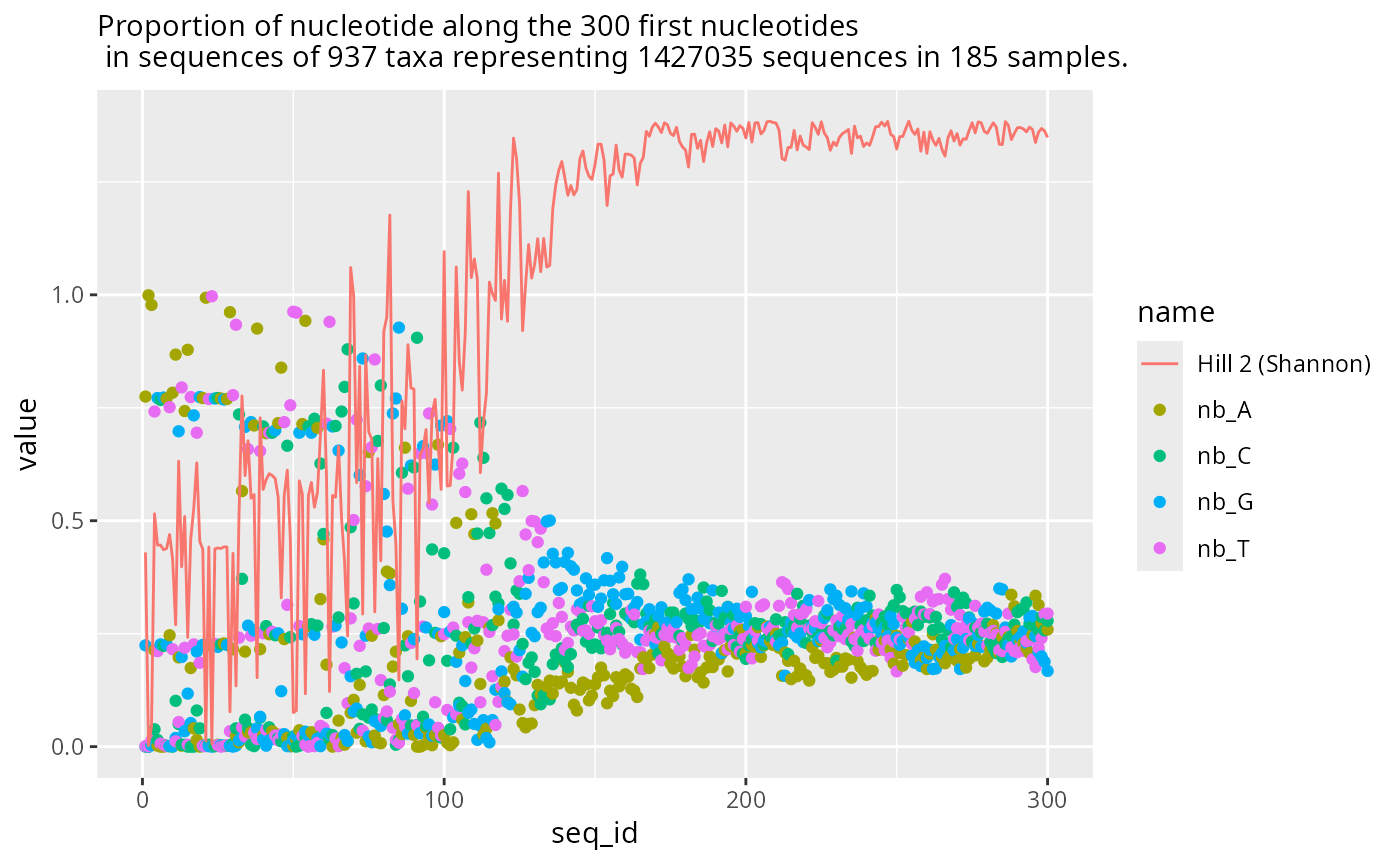 Proportion of nucleotide along the 300 first nucleotides
in sequences of 937 taxa representing 1427035 sequences in 185 samples.
value
1.0
0.5
0.0
0
100
200
300
seq_id
name
Hill 2 (Shannon)
nb_A
nb_C
nb_G
nb_T